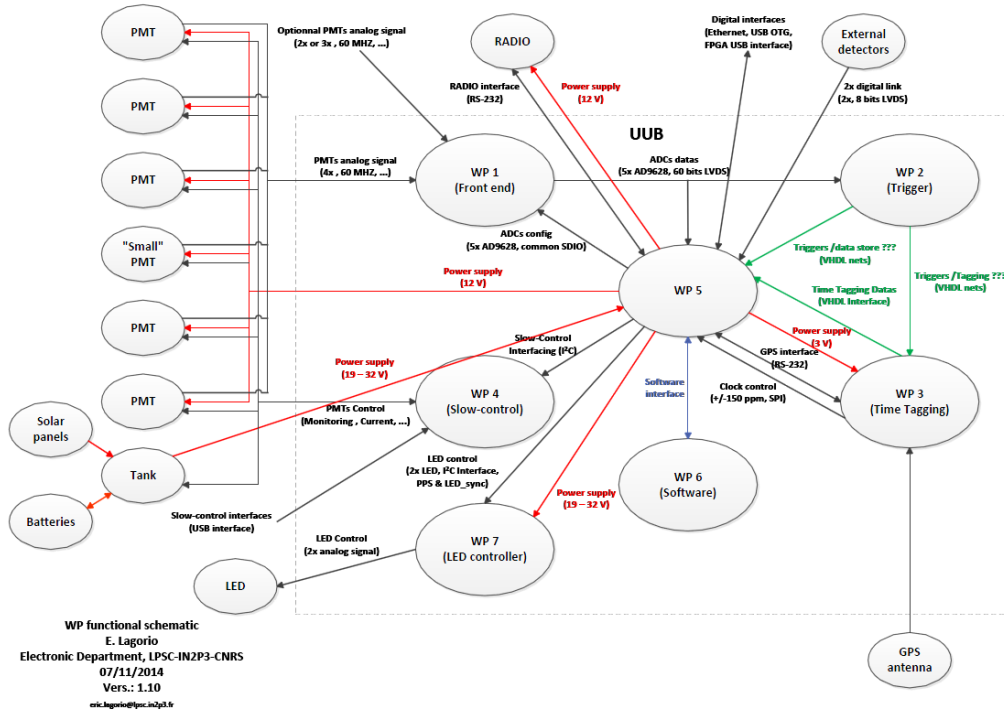 PMT
PMT
PMT
"Small"
PMT
PMT
PMT
Solar
panels
Tank
Batteries
LED
Optionnal PMTs analog signal
(2x or 3x , 60 MHZ, ...)
RADIO
Power supply
(12 V)
RADIO interface
(RS-232)
Digital interfaces
(Ethernet, USB OTG,
FPGA USB interface)
External
detectors
2x digital link
(2x, 8 bits LVDS)
UUB
PMTs analog signal
(4x , 60 MHZ, ...)
WP 1
(Front end)
ADCs datas
(5x AD9628, 60 bits LVDS)
WP 2
(Trigger)
ADCs config
(5x AD9628, common SDIO)
Triggers /data store ???
(VHDL nets)
Triggers /Tagging ???
(VHDL nets)
Power supply
(12 V)
WP 5
Time Tagging Datas
(VHDL Interface)
Power supply
(3 V)
Slow-Control
Interfacing (I²C)
GPS interface
(RS-232)
Power supply
(19 – 32 V)
WP 4
(Slow-control)
Software
interface
Clock control
(+/-150 ppm, SPI)
WP 3
(Time Tagging)
PMTs Control
(Monitoring , Current, ...)
LED control
(2x LED, I²C Interface,
PPS & LED_sync)
WP 6
(Software)
Power supply
(19 – 32 V)
Slow-control interfaces
(USB interface)
LED Control
(2x analog signal)
WP 7
(LED controller)
GPS
antenna
WP functional schematic
E. Lagorio
Electronic Department, LPSC-IN2P3-CNRS
07/11/2014
Vers.: 1.10
eric.lagorio@lpsc.in2p3.fr